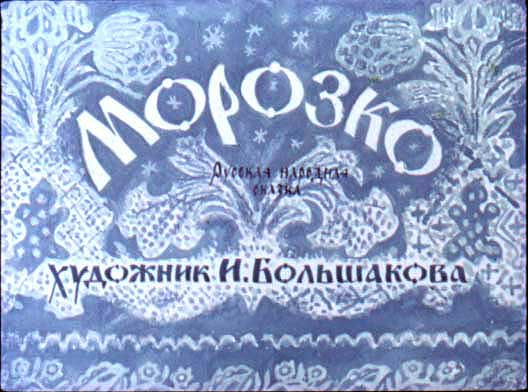 Морозко
Русская народная
сказка
художник И.Большакова